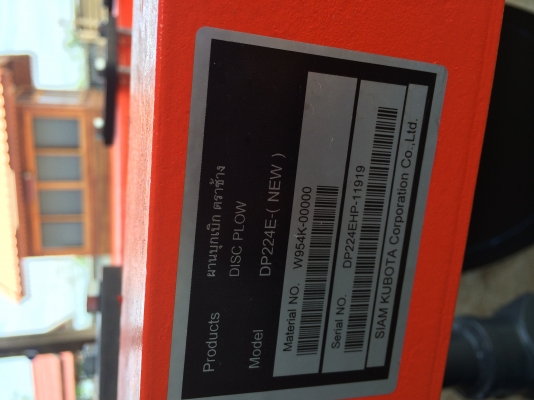 Products ผานบุกเบิก ตราช้าง
DISC PLOW
Model DP224E-( NEW )
Material NO. W954K-00000
Serial NO. DP224EHP-11919
SIAM KUBOTA Corporation Co.,Ltd.